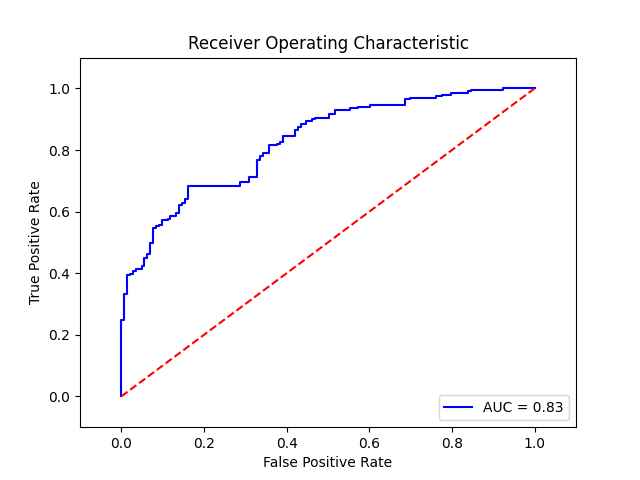 Receiver Operating Characteristic
True Positive Rate
1.0
0.8
0.6
0.4
0.2
0.0
AUC = 0.83
0.0 0.2 0.4 0.6 0.8 1.0
False Positive Rate